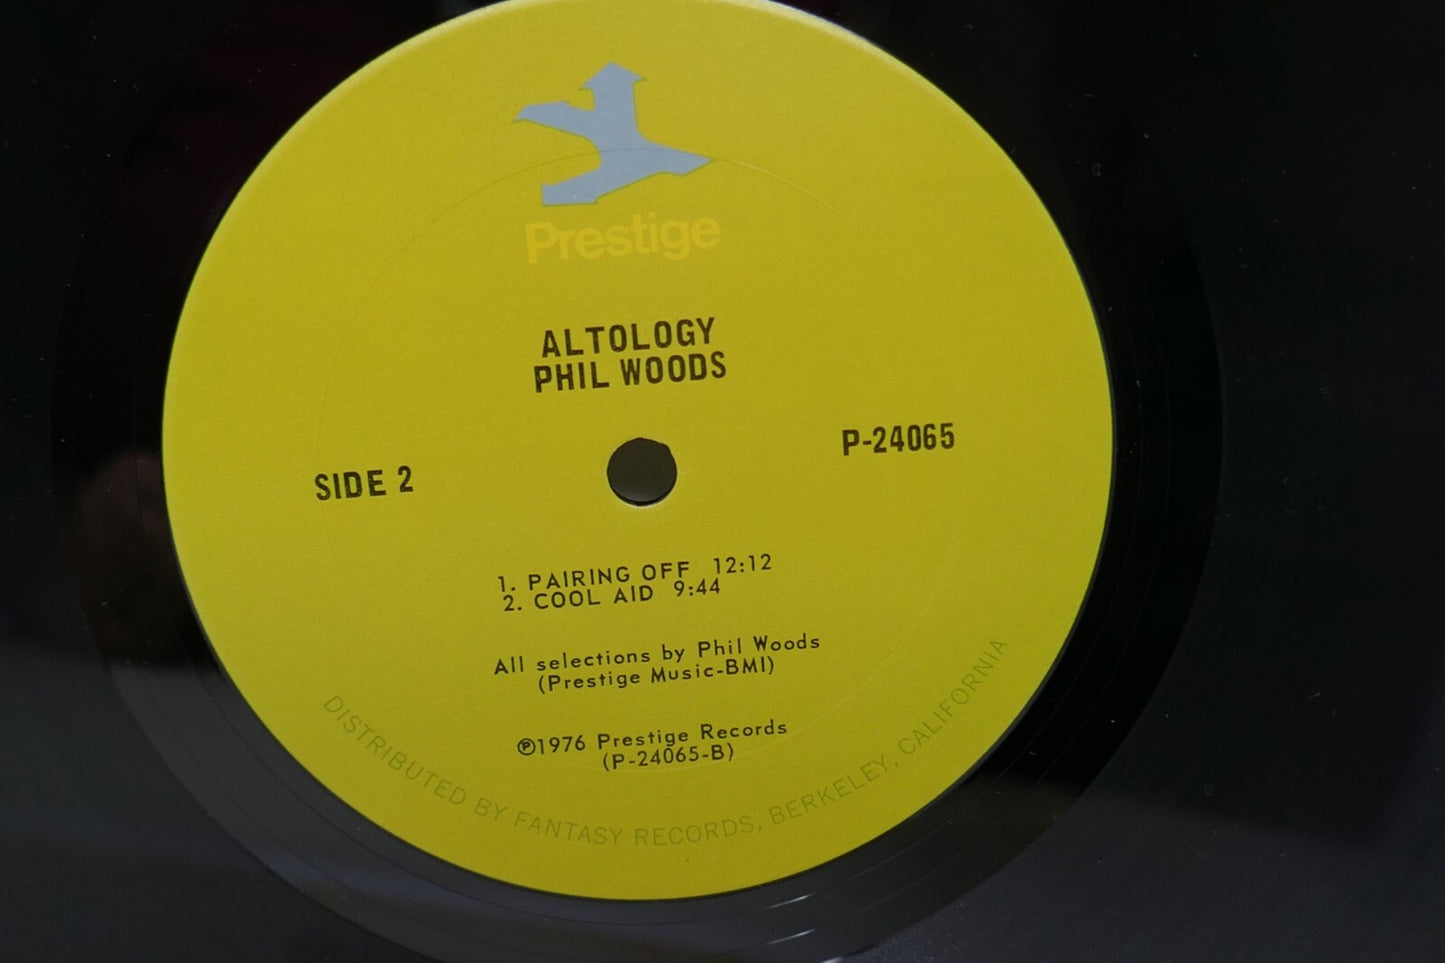 Prestige
ALTOLOGY
PHIL WOODS
P-24065
SIDE 2
1. PAIRING OFF 12:12
2. COOL AID 9:44
All selections by Phil Woods
(Prestige Music-BMI)
℗1976 Prestige Records
(P-24065-B)
DISTRIBUTED BY FANTASY RECORDS, BERKELEY, CALIFORNIA